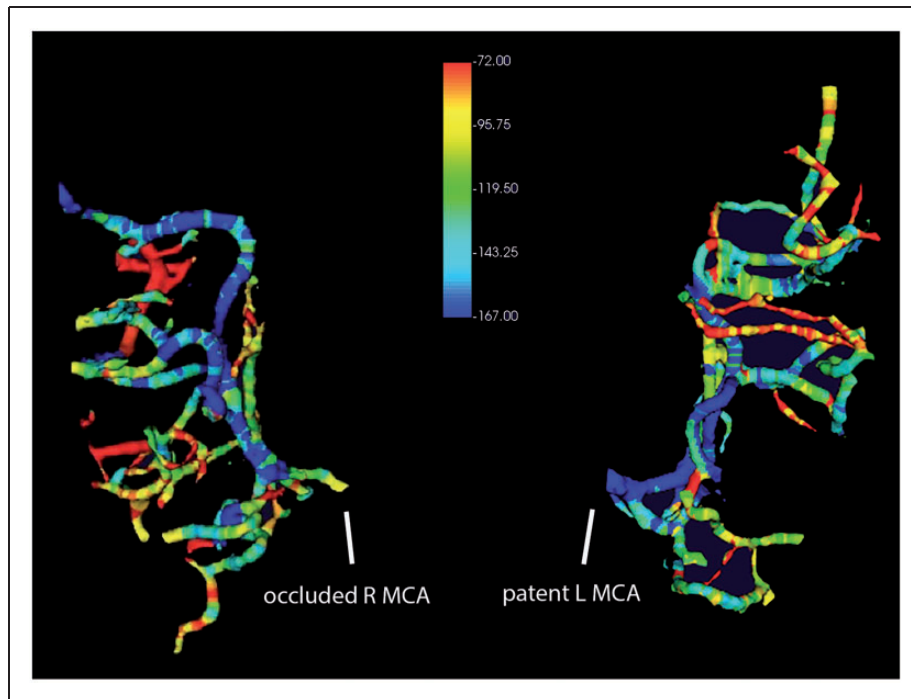 -72.00
-95.75
-119.50
-143.25
-167.00
occluded R MCA
patent L MCA